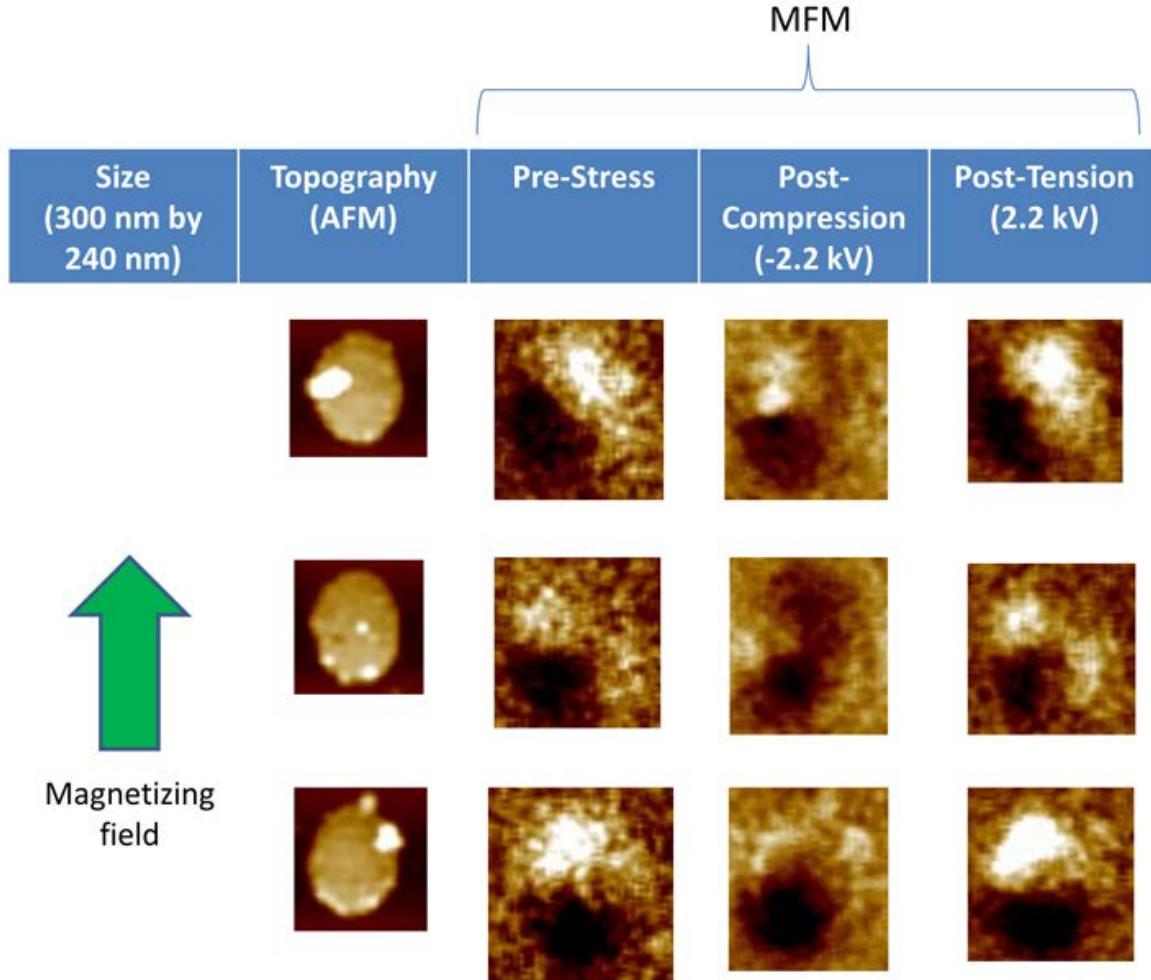 MFM
Size
(300 nm by
240 nm)
Topography
(AFM)
Pre-Stress
Post-
Compression
(-2.2 kV)
Post-Tension
(2.2 kV)
Magnetizing
field